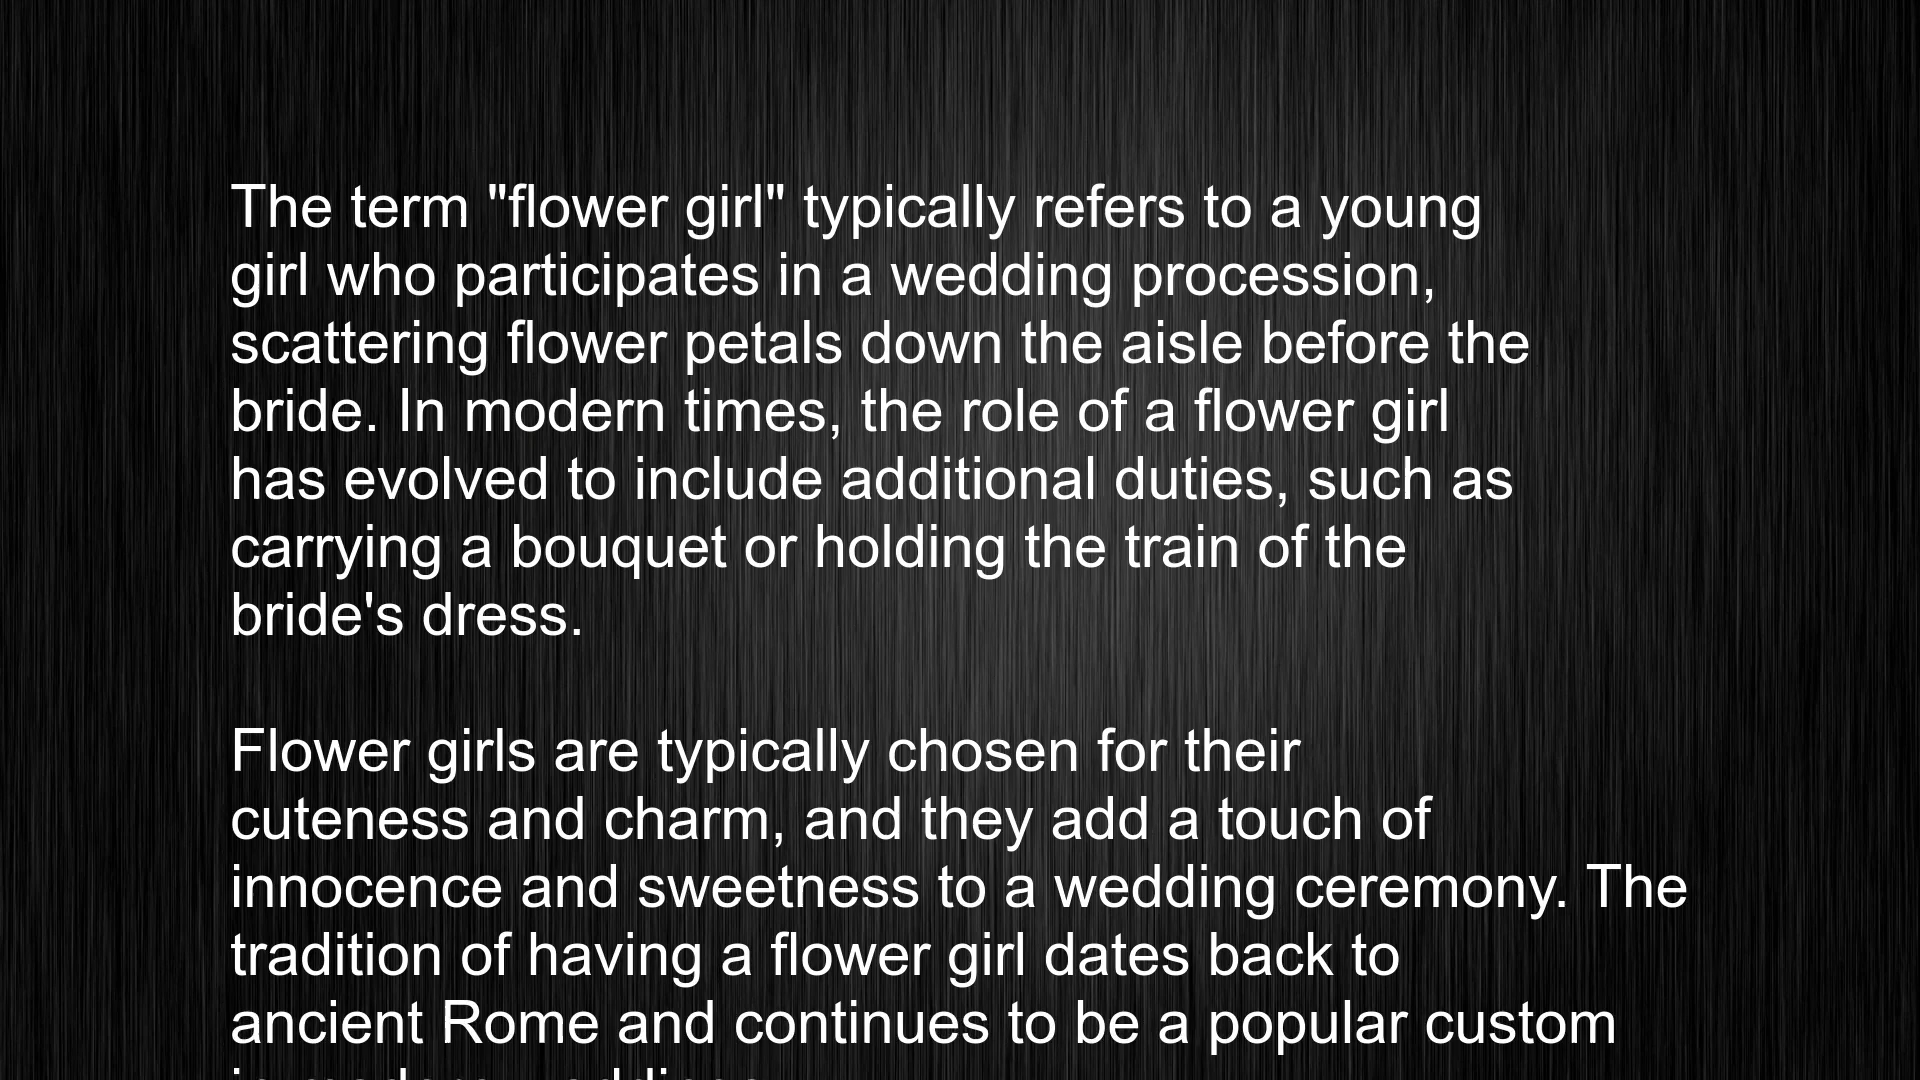 The term "flower girl" typically refers to a young
girl who participates in a wedding procession,
scattering flower petals down the aisle before the
bride. In modern times, the role of a flower girl
has evolved to include additional duties, such as
carrying a bouquet or holding the train of the
bride's dress.
Flower girls are typically chosen for their
cuteness and charm, and they add a touch of
innocence and sweetness to a wedding ceremony. The
tradition of having a flower girl dates back to
ancient Rome and continues to be a popular custom